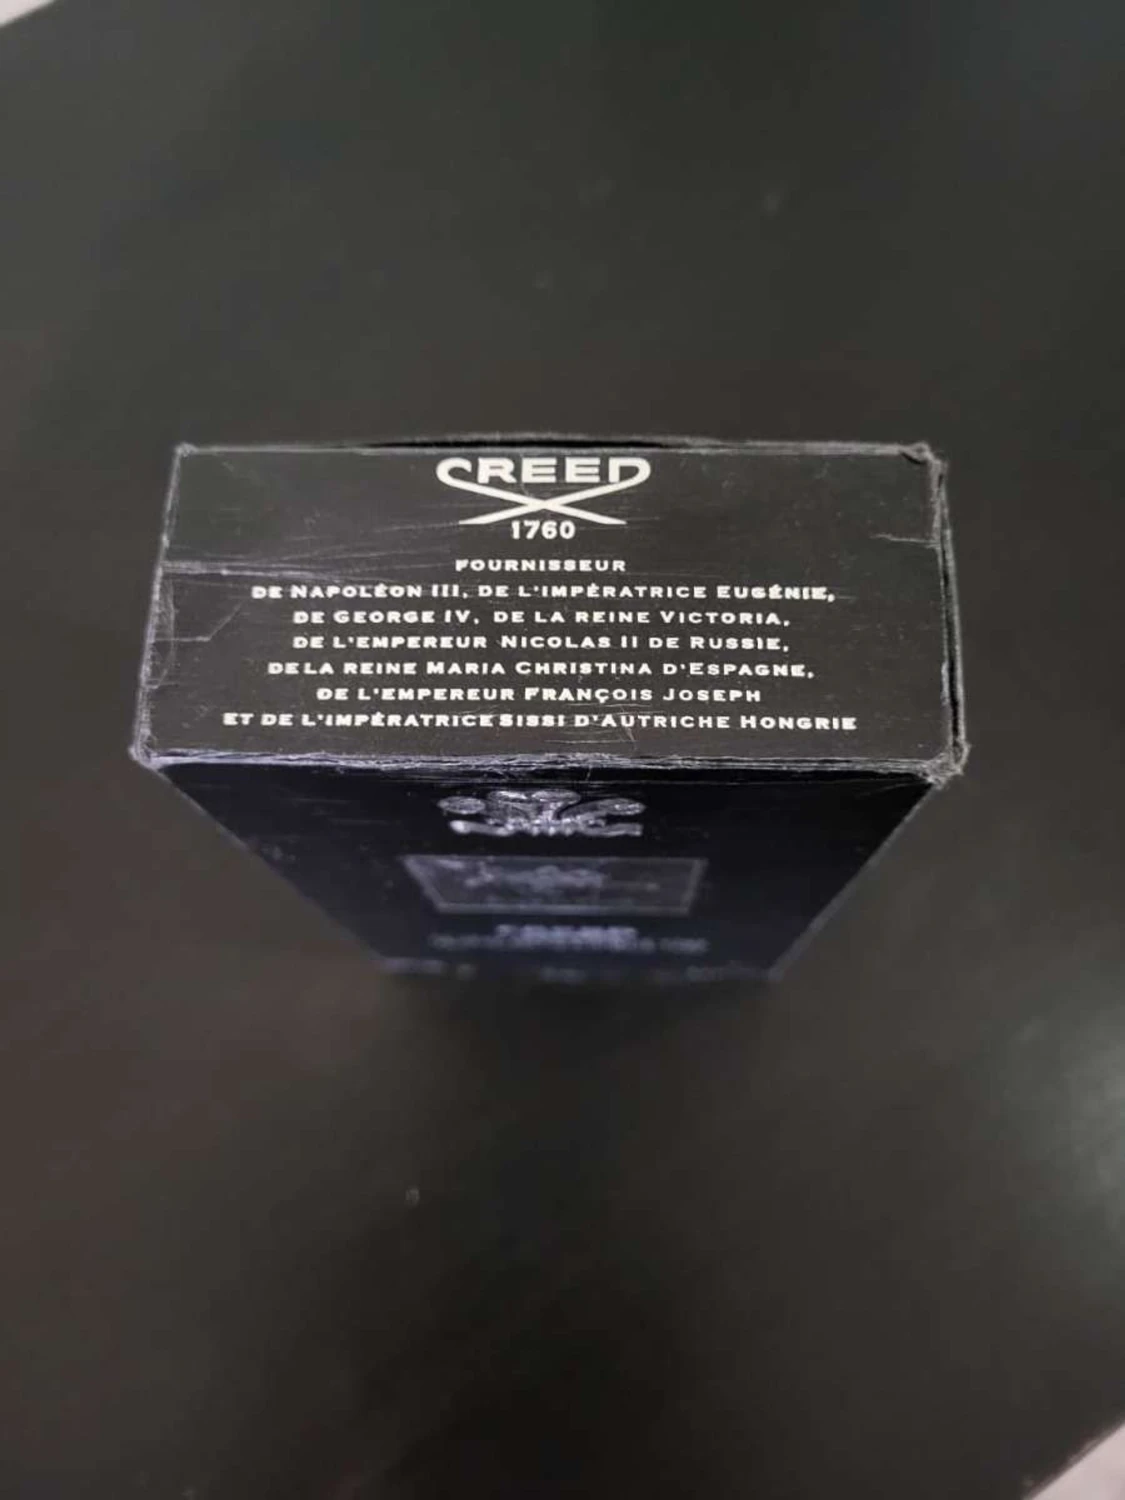 CREED
1760
FOURNISSEUR
DE NAPOLÉON III, DE L'IMPÉRATRICE EUGÉNIE,
DE GEORGE IV, DE LA REINE VICTORIA,
DE L'EMPEREUR NICOLAS II DE RUSSIE,
DE LA REINE MARIA CHRISTINA D'ESPAGNE,
DE L'EMPEREUR FRANÇOIS JOSEPH
ET DE L'IMPÉRATRICE SISSI D'AUTRICHE HONGRIE